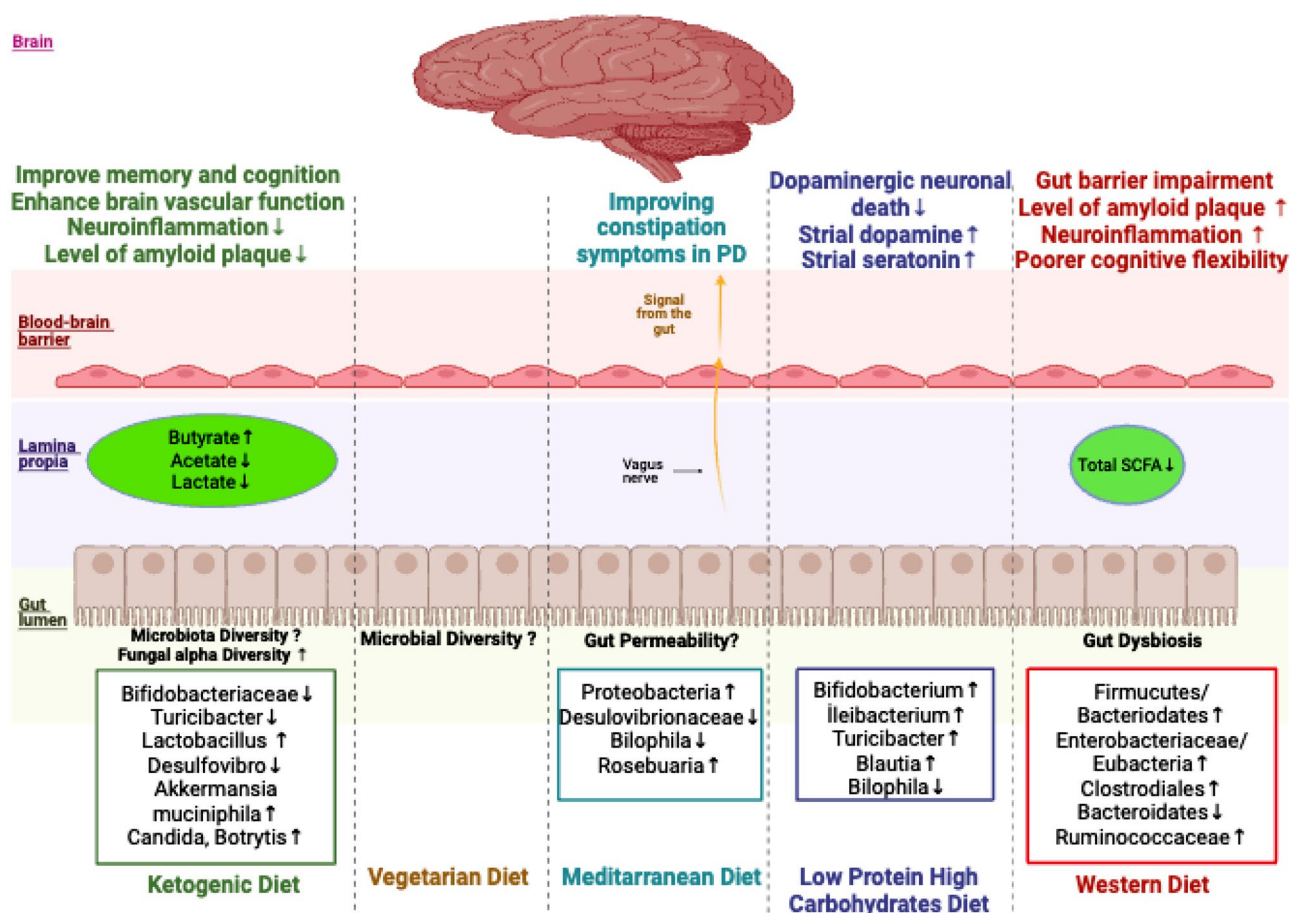 Brain
Improve memory and cognition
Enhance brain vascular function
Neuroinflammation ↓
Level of amyloid plaque ↓
Improving
constipation
symptoms in PD
Dopaminergic neuronal
death ↓
Strial dopamine ↑
Strial seratonin ↑
Gut barrier impairment
Level of amyloid plaque ↑
Neuroinflammation ↑
Poorer cognitive flexibility
Blood-brain
barrier
Signal
from the
gut
Lamina
propia
Butyrate ↑
Acetate ↓
Lactate ↓
Vagus
nerve
Total SCFA ↓
Gut
lumen
Microbiota Diversity ?
Fungal alpha Diversity ↑
Microbial Diversity ?
Gut Permeability?
Gut Dysbiosis
Bifidobacteriaceae ↓
Turicibacter ↓
Lactobacillus ↑
Desulfovibro ↓
Akkermansia
muciniphila ↑
Candida, Botrytis ↑
Proteobacteria ↑
Desulovibrionaceae ↓
Bilophila ↓
Rosebuaria ↑
Bifidobacterium ↑
İleibacterium ↑
Turicibacter ↑
Blautia ↑
Bilophila ↓
Firmucutes/
Bacteriodates ↑
Enterobacteriaceae/
Eubacteria ↑
Clostrodiales ↑
Bacteroidates ↓
Ruminococcaceae ↑
Ketogenic Diet
Vegetarian Diet
Meditarranean Diet
Low Protein High
Carbohydrates Diet
Western Diet